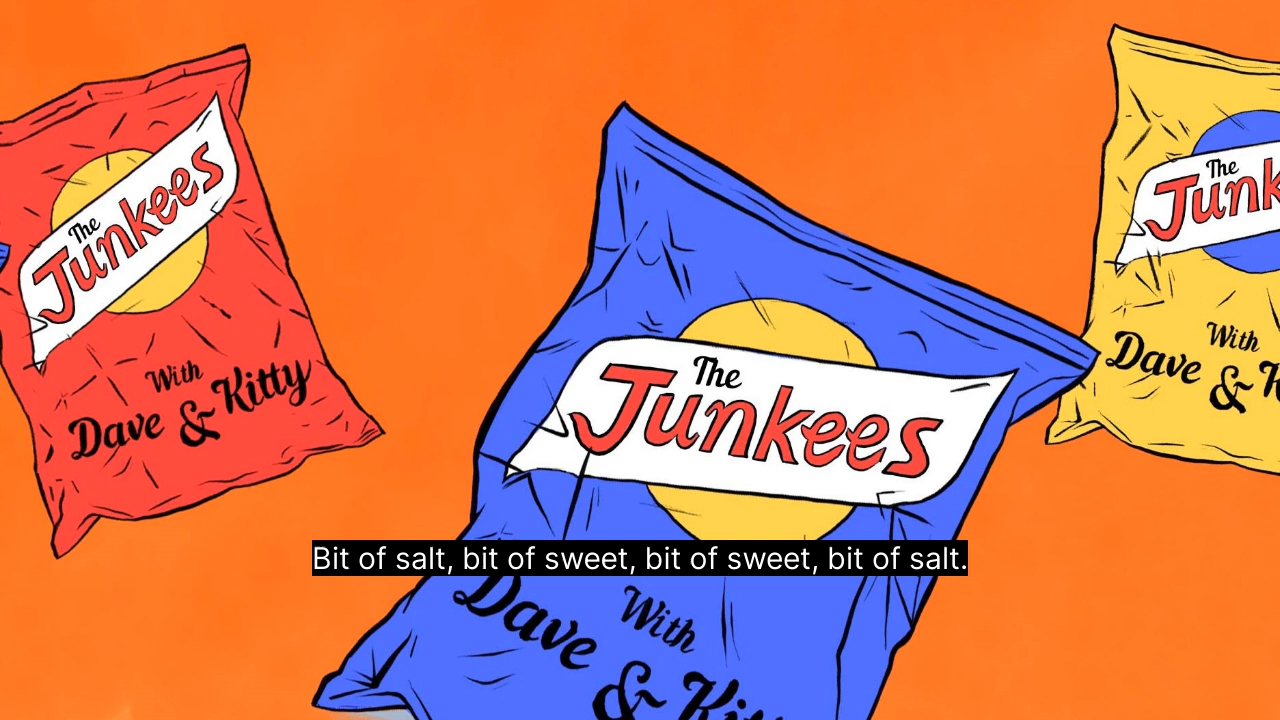 The
Junkees
With
Dave & Kitty
The
Junkees
With
Dave & Kit
The
Junk
With
Dave & K
Bit of salt, bit of sweet, bit of sweet, bit of salt.